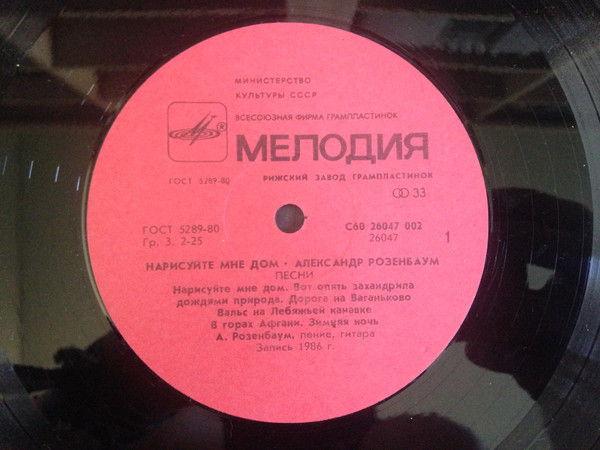 МИНИСТЕРСТВО
КУЛЬТУРЫ СССР
ВСЕСОЮЗНАЯ ФИРМА ГРАМПЛАСТИНОК
МЕЛОДИЯ
ГОСТ 5289-80 РИЖСКИЙ ЗАВОД ГРАМПЛАСТИНОК
33
ГОСТ 5289-80 С60 26047 002
Гр. 3. 2-25 26047 1
НАРИСУЙТЕ МНЕ ДОМ · АЛЕКСАНДР РОЗЕНБАУМ
ПЕСНИ
Нарисуйте мне дом. Вот опять захандрила
дождями природа. Дорога на Ваганьково
Вальс на Лебяжьей канавке
В горах Афгани. Зимняя ночь
А. Розенбаум, пение, гитара
Запись 1986 г.